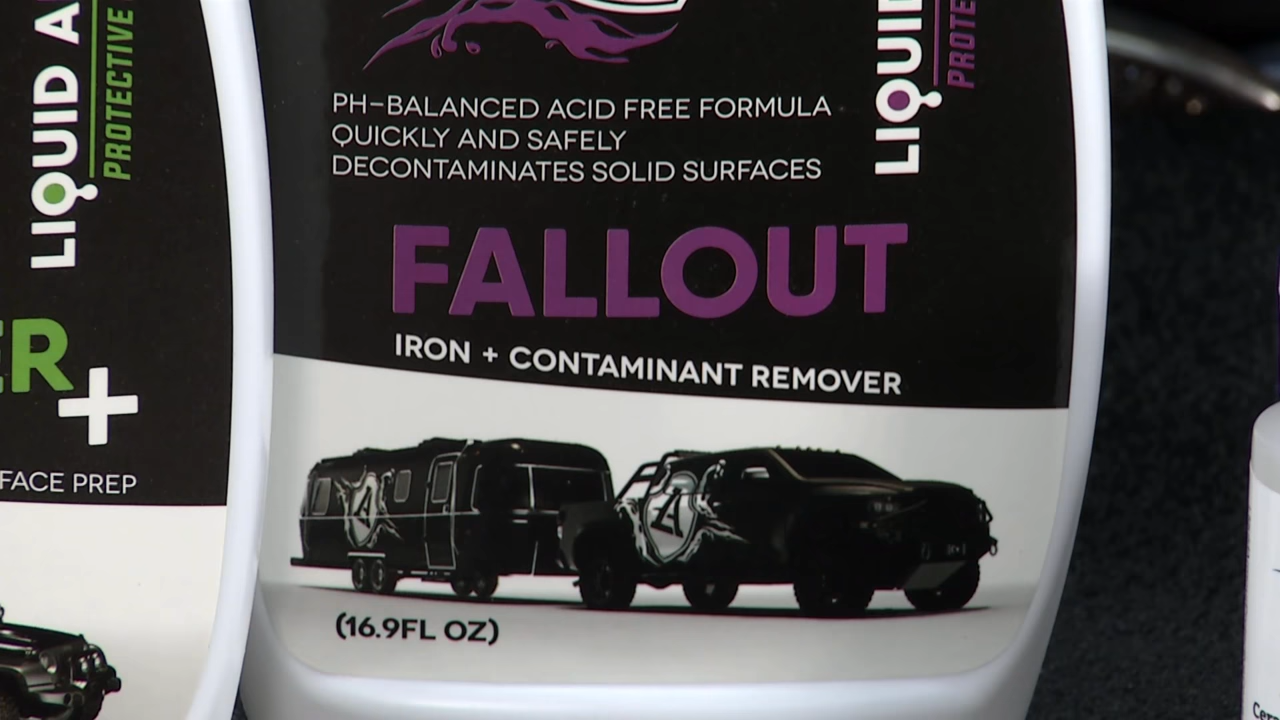 LIQUID A
PROTECTIVE
ER
+
FACE PREP
PH-BALANCED ACID FREE FORMULA
QUICKLY AND SAFELY
DECONTAMINATES SOLID SURFACES
LIQUID
PROTE
FALLOUT
IRON + CONTAMINANT REMOVER
(16.9FL OZ)